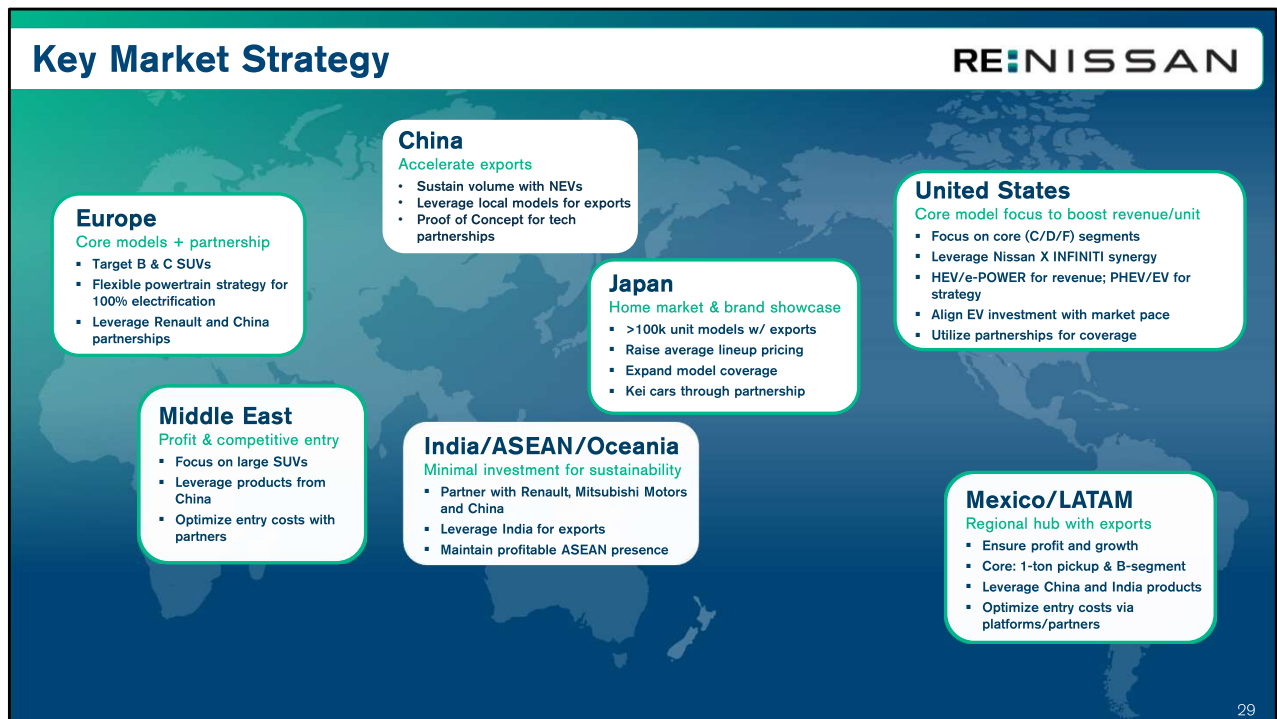 Key Market Strategy
RE:NISSAN
China
Accelerate exports
• Sustain volume with NEVs
• Leverage local models for exports
• Proof of Concept for tech
partnerships
United States
Core model focus to boost revenue/unit
▪ Focus on core (C/D/F) segments
▪ Leverage Nissan X INFINITI synergy
▪ HEV/e-POWER for revenue; PHEV/EV for
strategy
▪ Align EV investment with market pace
▪ Utilize partnerships for coverage
Europe
Core models + partnership
▪ Target B & C SUVs
▪ Flexible powertrain strategy for
100% electrification
▪ Leverage Renault and China
partnerships
Japan
Home market & brand showcase
▪ >100k unit models w/ exports
▪ Raise average lineup pricing
▪ Expand model coverage
▪ Kei cars through partnership
Middle East
Profit & competitive entry
▪ Focus on large SUVs
▪ Leverage products from
China
▪ Optimize entry costs with
partners
India/ASEAN/Oceania
Minimal investment for sustainability
▪ Partner with Renault, Mitsubishi Motors
and China
▪ Leverage India for exports
▪ Maintain profitable ASEAN presence
Mexico/LATAM
Regional hub with exports
▪ Ensure profit and growth
▪ Core: 1-ton pickup & B-segment
▪ Leverage China and India products
▪ Optimize entry costs via
platforms/partners
29